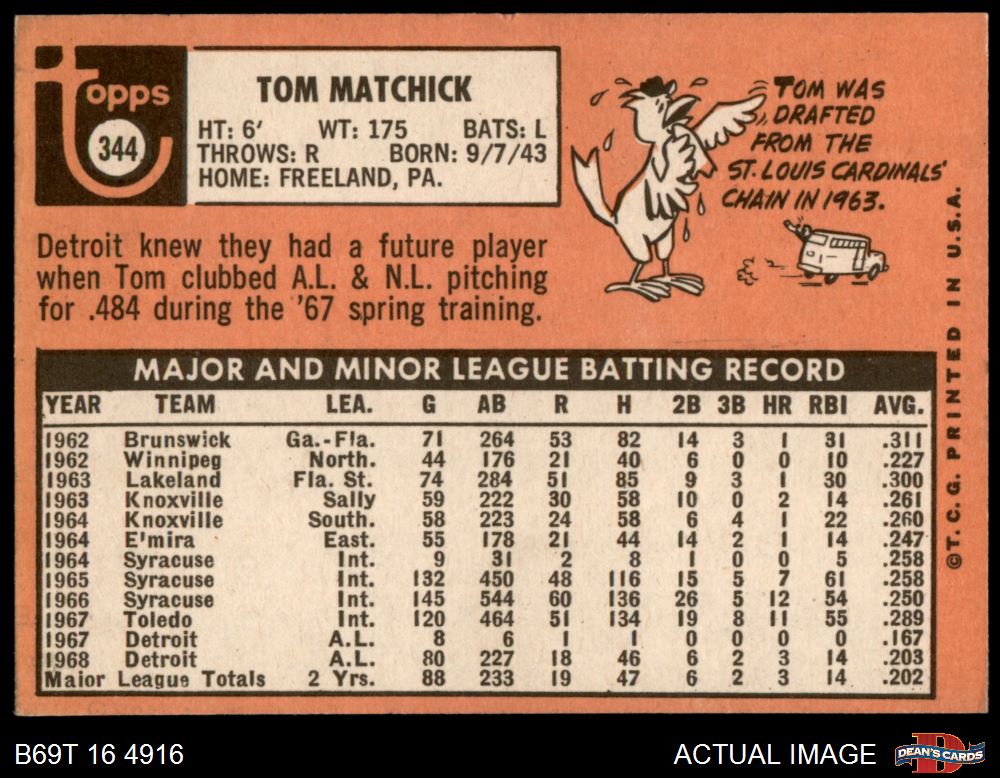 Topps
344
TOM MATCHICK
HT: 6' WT: 175 BATS: L
THROWS: R BORN: 9/7/43
HOME: FREELAND, PA.
TOM WAS
DRAFTED
FROM THE
ST. LOUIS CARDINALS'
CHAIN IN 1963.
Detroit knew they had a future player
when Tom clubbed A.L. & N.L. pitching
for .484 during the '67 spring training.
MAJOR AND MINOR LEAGUE BATTING RECORD
YEAR TEAM LEA. G AB R H 2B 3B HR RBI AVG.
1962 Brunswick Ga.-Fla. 71 264 53 82 14 3 1 31 .311
1962 Winnipeg North. 44 176 21 40 6 0 0 10 .227
1963 Lakeland Fla. St. 74 284 51 85 9 3 1 30 .300
1963 Knoxville Sally 59 222 30 58 10 0 2 14 .261
1964 Knoxville South. 58 223 24 58 6 4 1 22 .260
1964 E'mira East. 55 178 21 44 14 2 1 14 .247
1964 Syracuse Int. 9 31 2 8 1 0 0 5 .258
1965 Syracuse Int. 132 450 48 116 15 5 7 61 .258
1966 Syracuse Int. 145 544 60 136 26 5 12 54 .250
1967 Toledo Int. 120 464 51 134 19 8 11 55 .289
1967 Detroit A.L. 8 6 1 1 0 0 0 0 .167
1968 Detroit A.L. 80 227 18 46 6 2 3 14 .203
Major League Totals 2 Yrs. 88 233 19 47 6 2 3 14 .202
©T.C.G. PRINTED IN U.S.A.
B69T 16 4916
ACTUAL IMAGE
D
DEAN'S CARDS